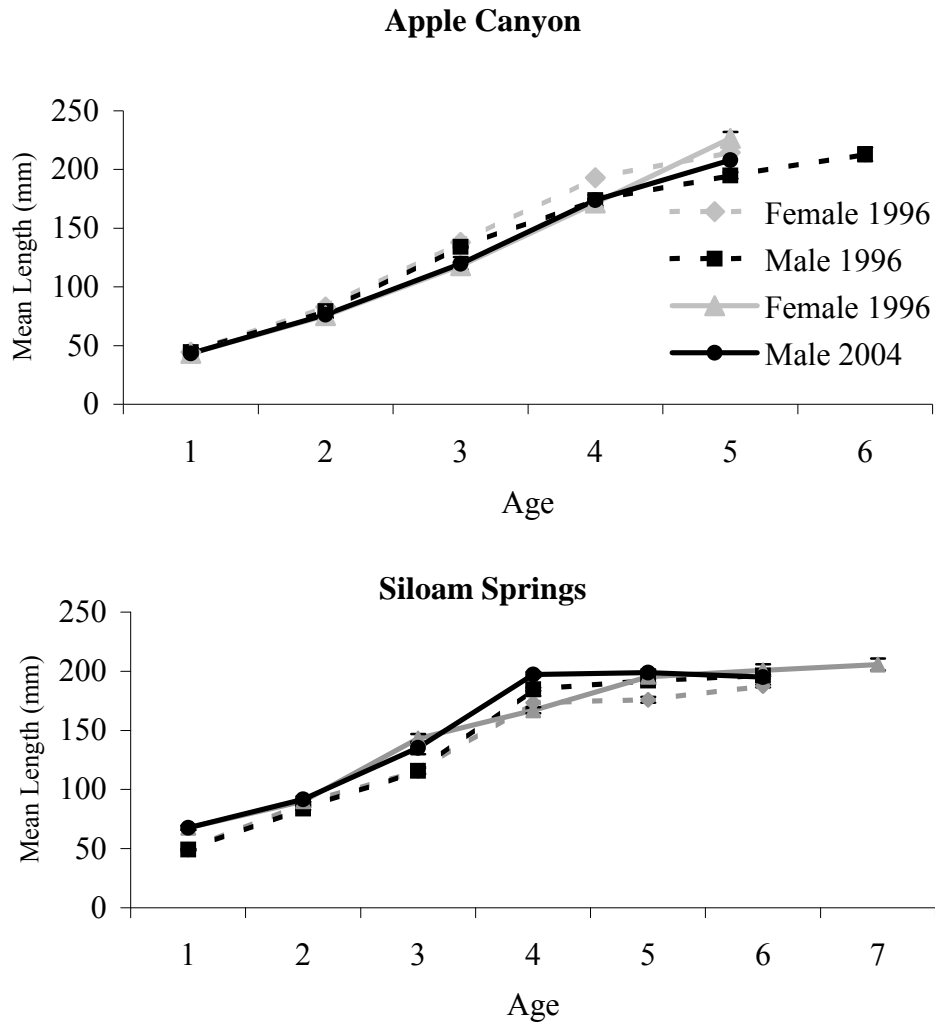 Apple Canyon
250
200
150
100
50
0
Mean Length (mm)
Female 1996
Male 1996
Female 1996
Male 2004
1 2 3 4 5 6
Age
Siloam Springs
250
200
150
100
50
0
Mean Length (mm)
1 2 3 4 5 6 7
Age